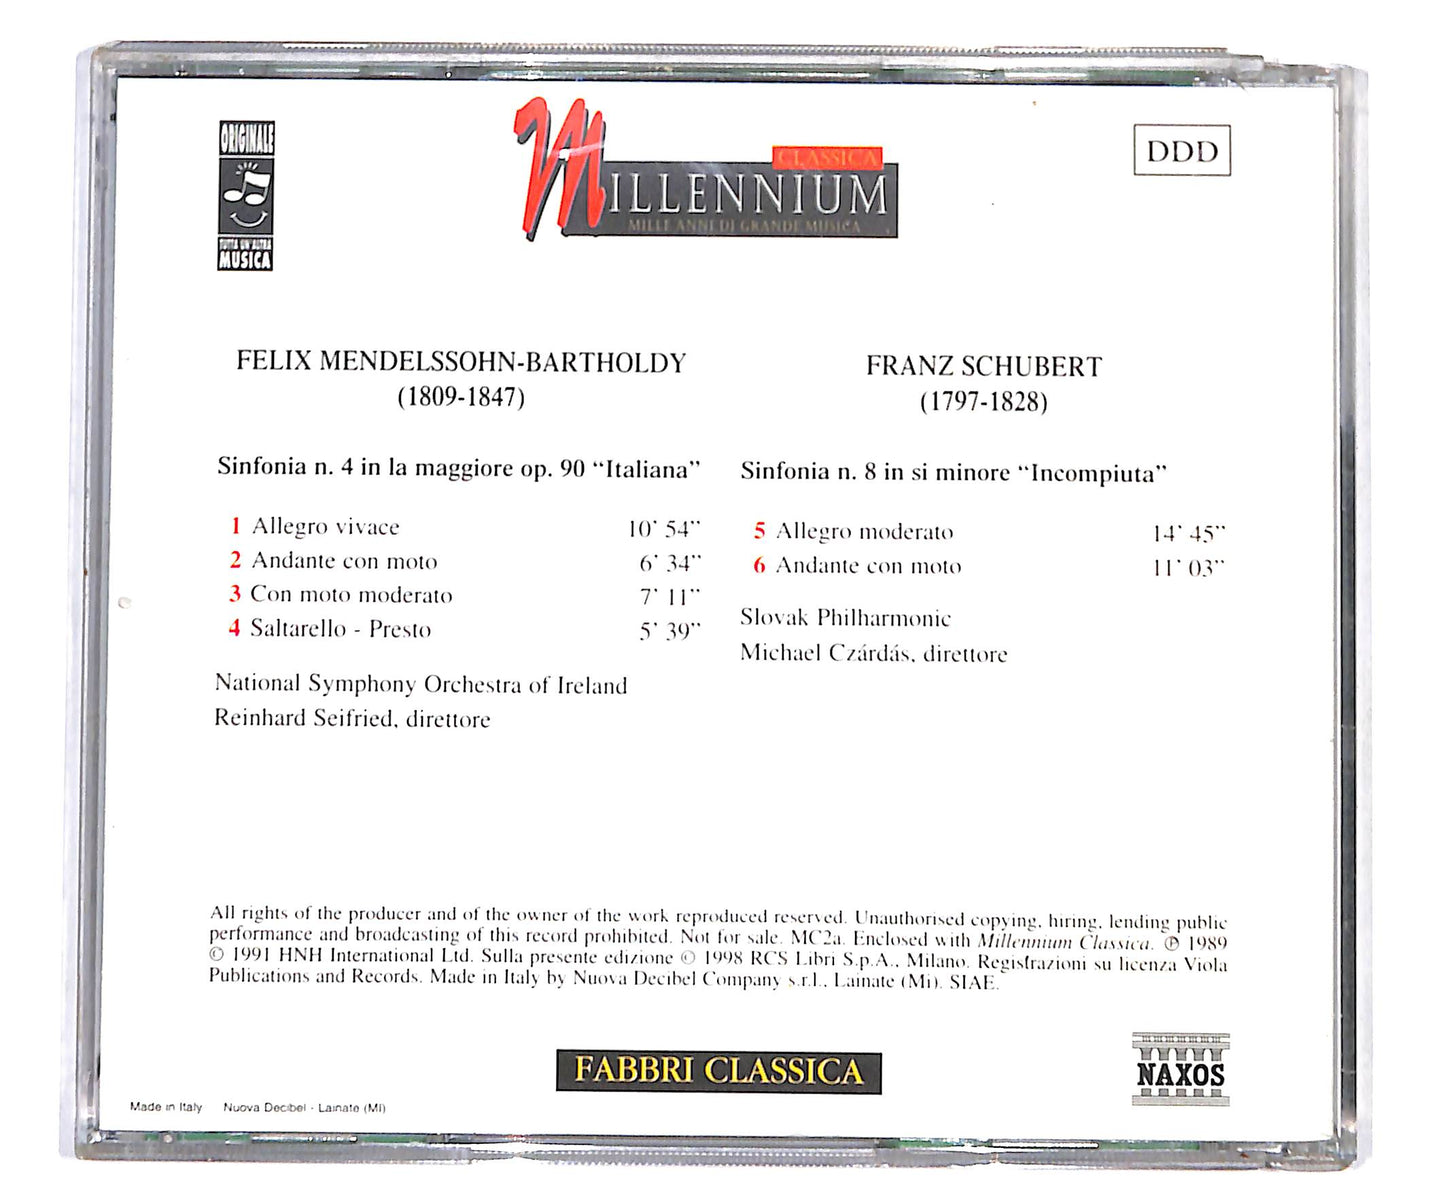 ORIGINALE
TUTTA UN'ALTRA
MUSICA
CLASSICA
MILLENNIUM
MILLE ANNI DI GRANDE MUSICA
DDD
FELIX MENDELSSOHN-BARTHOLDY
(1809-1847)
Sinfonia n. 4 in la maggiore op. 90 “Italiana”
1 Allegro vivace 10' 54''
2 Andante con moto 6' 34''
3 Con moto moderato 7' 11''
4 Saltarello - Presto 5' 39''
National Symphony Orchestra of Ireland
Reinhard Seifried, direttore
FRANZ SCHUBERT
(1797-1828)
Sinfonia n. 8 in si minore “Incompiuta”
5 Allegro moderato 14' 45''
6 Andante con moto 11' 03''
Slovak Philharmonic
Michael Czárdás, direttore
All rights of the producer and of the owner of the work reproduced reserved. Unauthorised copying, hiring, lending public
performance and broadcasting of this record prohibited. Not for sale. MC2a. Enclosed with Millennium Classica. ℗ 1989
© 1991 HNH International Ltd. Sulla presente edizione © 1998 RCS Libri S.p.A., Milano. Registrazioni su licenza Viola
Publications and Records. Made in Italy by Nuova Decibel Company s.r.l., Lainate (Mi). SIAE.
FABBRI CLASSICA
NAXOS
Made in Italy Nuova Decibel - Lainate (MI)